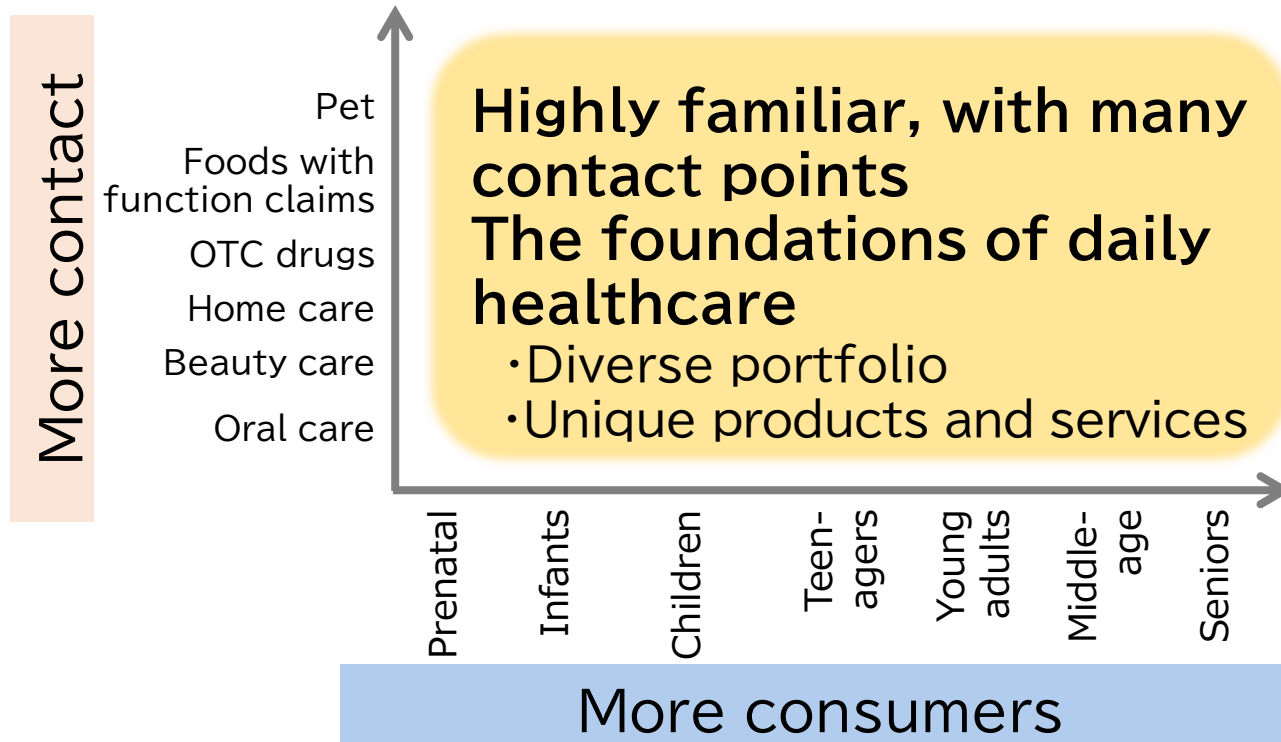 More contact
Pet
Foods with
function claims
OTC drugs
Home care
Beauty care
Oral care
Highly familiar, with many
contact points
The foundations of daily
healthcare
・Diverse portfolio
・Unique products and services
Prenatal
Infants
Children
Teen-
agers
Young
adults
Middle-
age
Seniors
More consumers